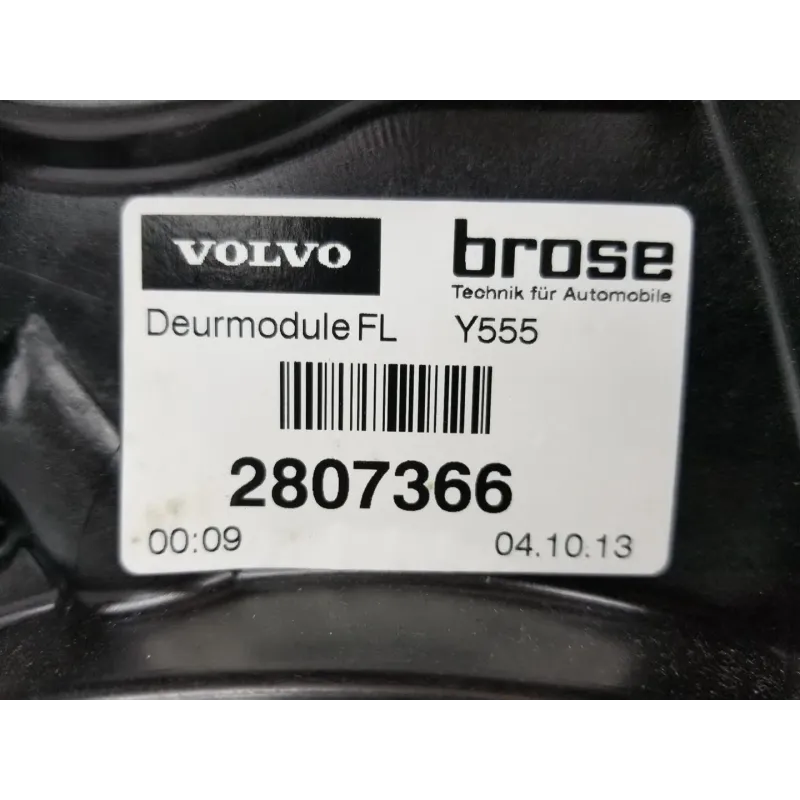 VOLVO
brose
Technik für Automobile
Deurmodule FL Y555
2807366
00:09 04.10.13